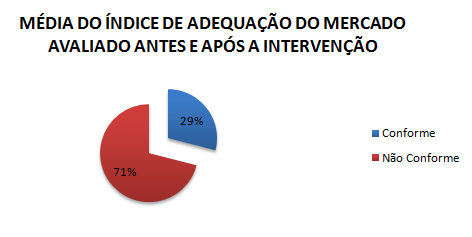 MÉDIA DO ÍNDICE DE ADEQUAÇÃO DO MERCADO
AVALIADO ANTES E APÓS A INTERVENÇÃO
29%
71%
Conforme
Não Conforme